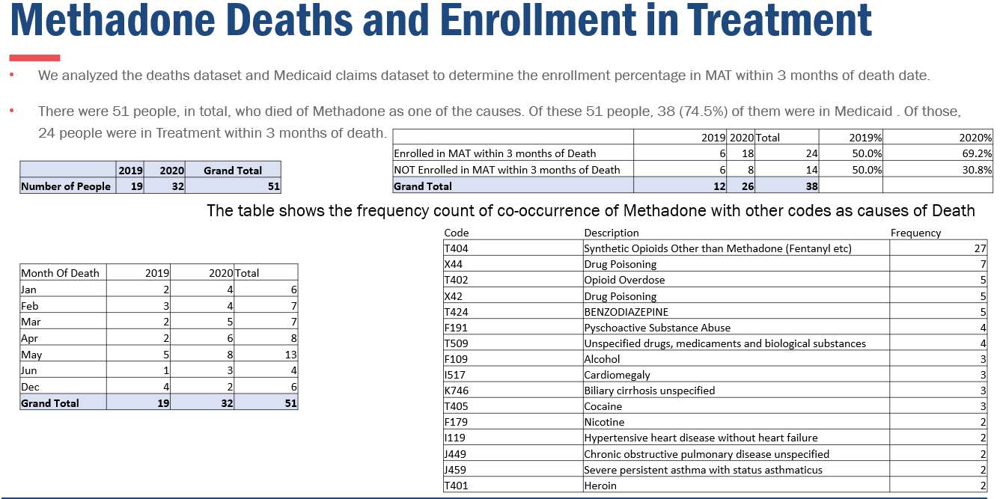 Methadone Deaths and Enrollment in Treatment
• We analyzed the deaths dataset and Medicaid claims dataset to determine the enrollment percentage in MAT within 3 months of death date.
• There were 51 people, in total, who died of Methadone as one of the causes. Of these 51 people, 38 (74.5%) of them were in Medicaid . Of those,
24 people were in Treatment within 3 months of death.
2019 2020 Total 2019% 2020%
Enrolled in MAT within 3 months of Death 6 18 24 50.0% 69.2%
NOT Enrolled in MAT within 3 months of Death 6 8 14 50.0% 30.8%
Grand Total 12 26 38
2019 2020 Grand Total
Number of People 19 32 51
The table shows the frequency count of co-occurrence of Methadone with other codes as causes of Death
Month Of Death 2019 2020 Total
Jan 2 4 6
Feb 3 4 7
Mar 2 5 7
Apr 2 6 8
May 5 8 13
Jun 1 3 4
Dec 4 2 6
Grand Total 19 32 51
Code Description Frequency
T404 Synthetic Opioids Other than Methadone (Fentanyl etc) 27
X44 Drug Poisoning 7
T402 Opioid Overdose 5
X42 Drug Poisoning 5
T424 BENZODIAZEPINE 5
F191 Pyschoactive Substance Abuse 4
T509 Unspecified drugs, medicaments and biological substances 4
F109 Alcohol 3
I517 Cardiomegaly 3
K746 Biliary cirrhosis unspecified 3
T405 Cocaine 3
F179 Nicotine 2
I119 Hypertensive heart disease without heart failure 2
J449 Chronic obstructive pulmonary disease unspecified 2
J459 Severe persistent asthma with status asthmaticus 2
T401 Heroin 2